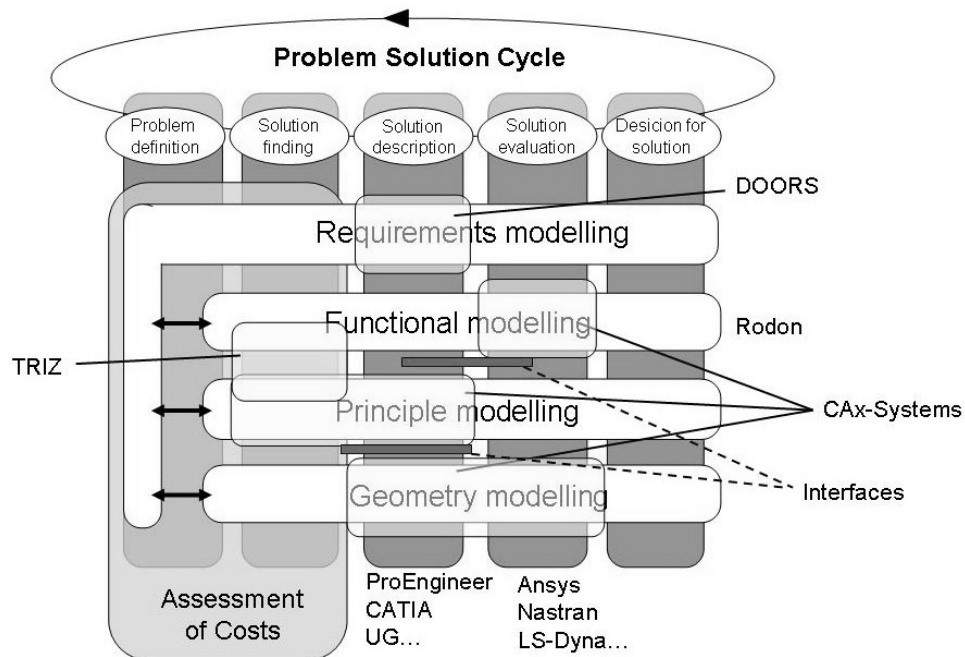 Problem Solution Cycle
Problem
definition
Solution
finding
Solution
description
Solution
evaluation
Desicion for
solution
DOORS
Requirements modelling
Functional modelling
Rodon
TRIZ
Principle modelling
CAx-Systems
Geometry modelling
Interfaces
Assessment
of Costs
ProEngineer
CATIA
UG…
Ansys
Nastran
LS-Dyna…